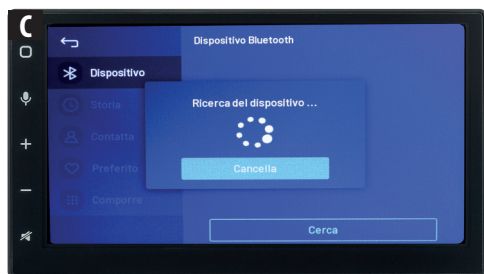 C
Dispositivo Bluetooth
Dispositivo
Storia
Contatta
Preferito
Comporre
Ricerca del dispositivo ...
Cancella
Cerca